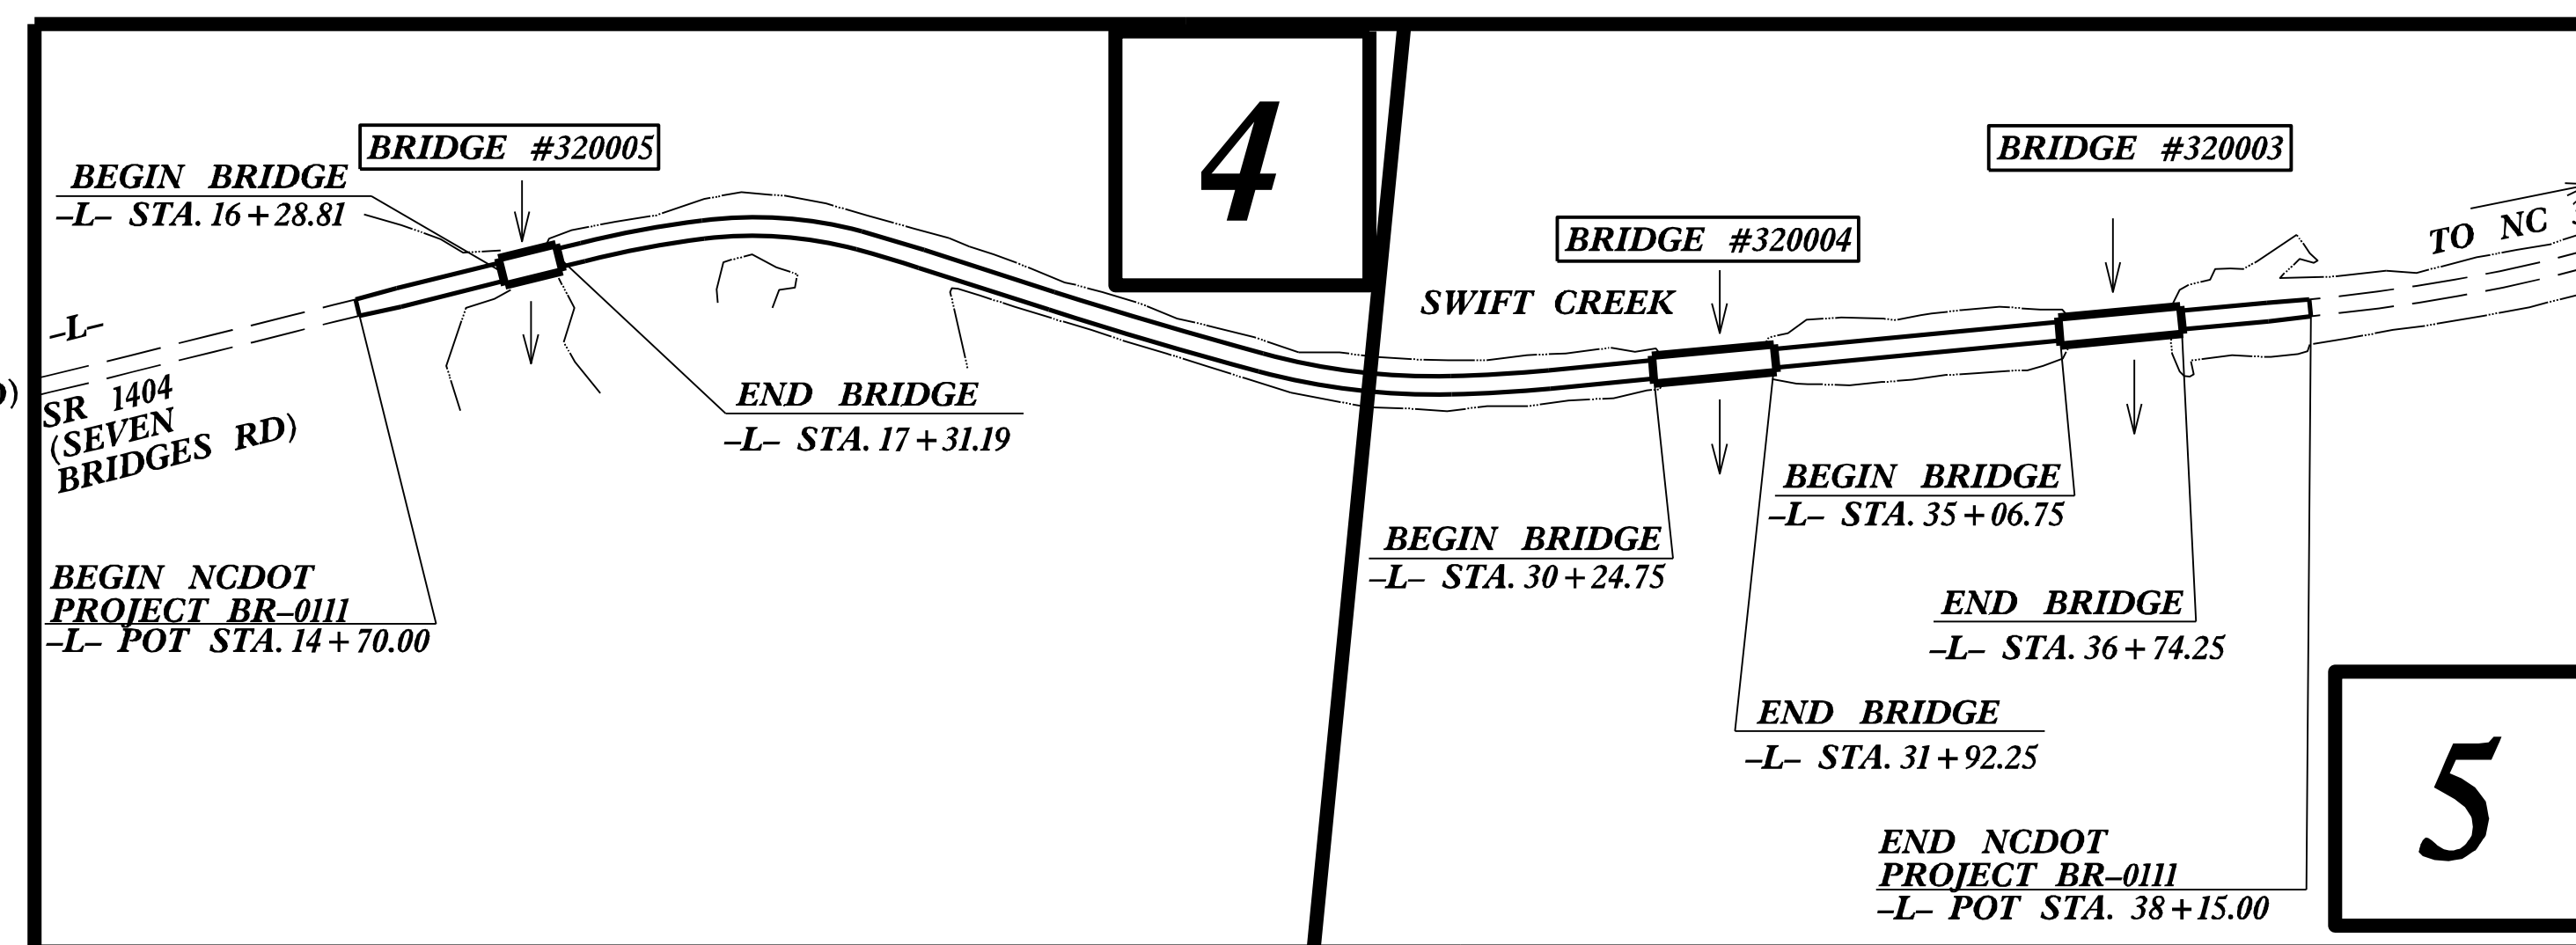 BRIDGE #320005
BEGIN BRIDGE
–L– STA. 16+28.81
4
BRIDGE #320003
BRIDGE #320004
SWIFT CREEK
TO NC
–L–
SR 1404
(SEVEN
BRIDGES RD)
END BRIDGE
–L– STA. 17+31.19
BEGIN NCDOT
PROJECT BR–0111
–L– POT STA. 14+70.00
BEGIN BRIDGE
–L– STA. 30+24.75
BEGIN BRIDGE
–L– STA. 35+06.75
END BRIDGE
–L– STA. 36+74.25
END BRIDGE
–L– STA. 31+92.25
END NCDOT
PROJECT BR–0111
–L– POT STA. 38+15.00
5